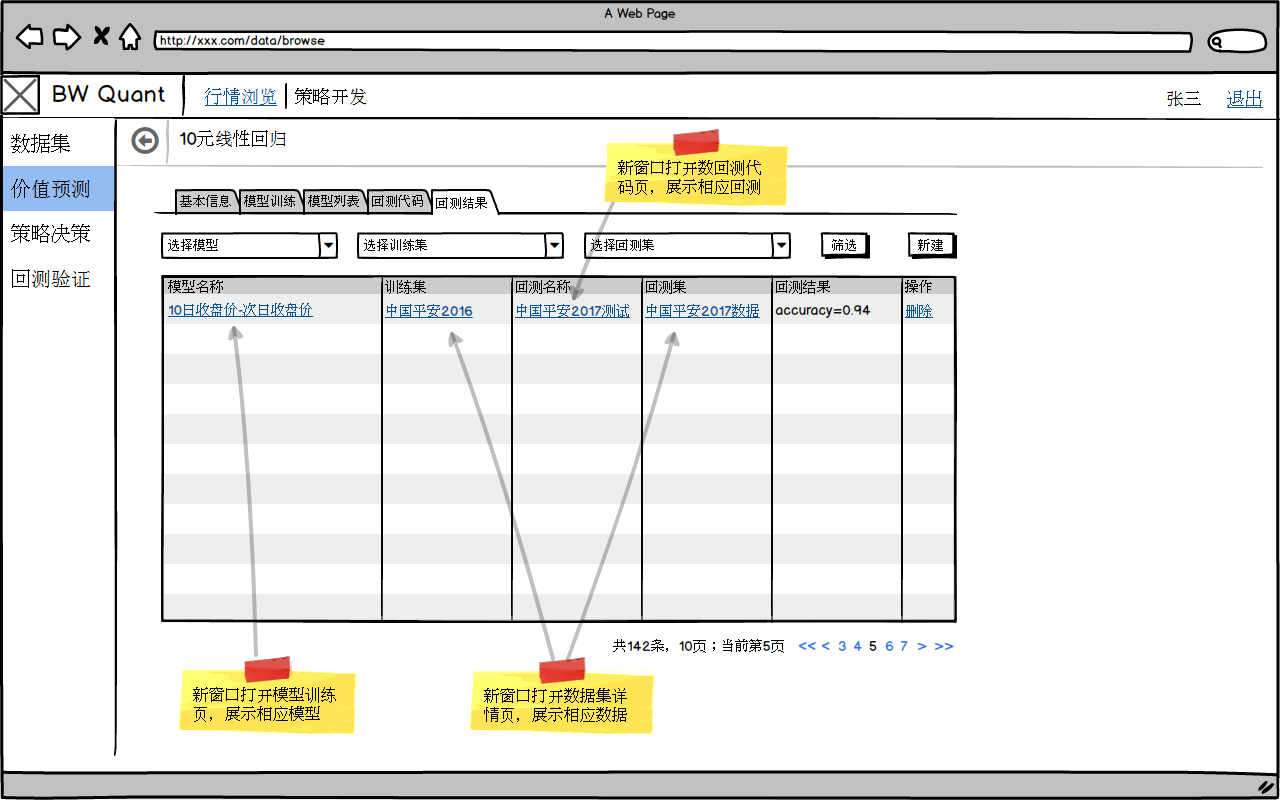 A Web Page
http://xxx.com/data/browse
BW Quant
行情浏览
策略开发
张三
退出
数据集
价值预测
策略决策
回测验证
10元线性回归
新窗口打开数回测代
码页，展示相应回测
基本信息
模型训练
模型列表
回测代码
回测结果
选择模型
选择训练集
选择回测集
筛选
新建
模型名称
训练集
回测名称
回测集
回测结果
操作
10日收盘价-次日收盘价
中国平安2016
中国平安2017测试
中国平安2017数据
accuracy=0.94
删除
共142条，10页；当前第5页 << < 3 4 5 6 7 > >>
新窗口打开模型训练
页，展示相应模型
新窗口打开数据集详
情页，展示相应数据